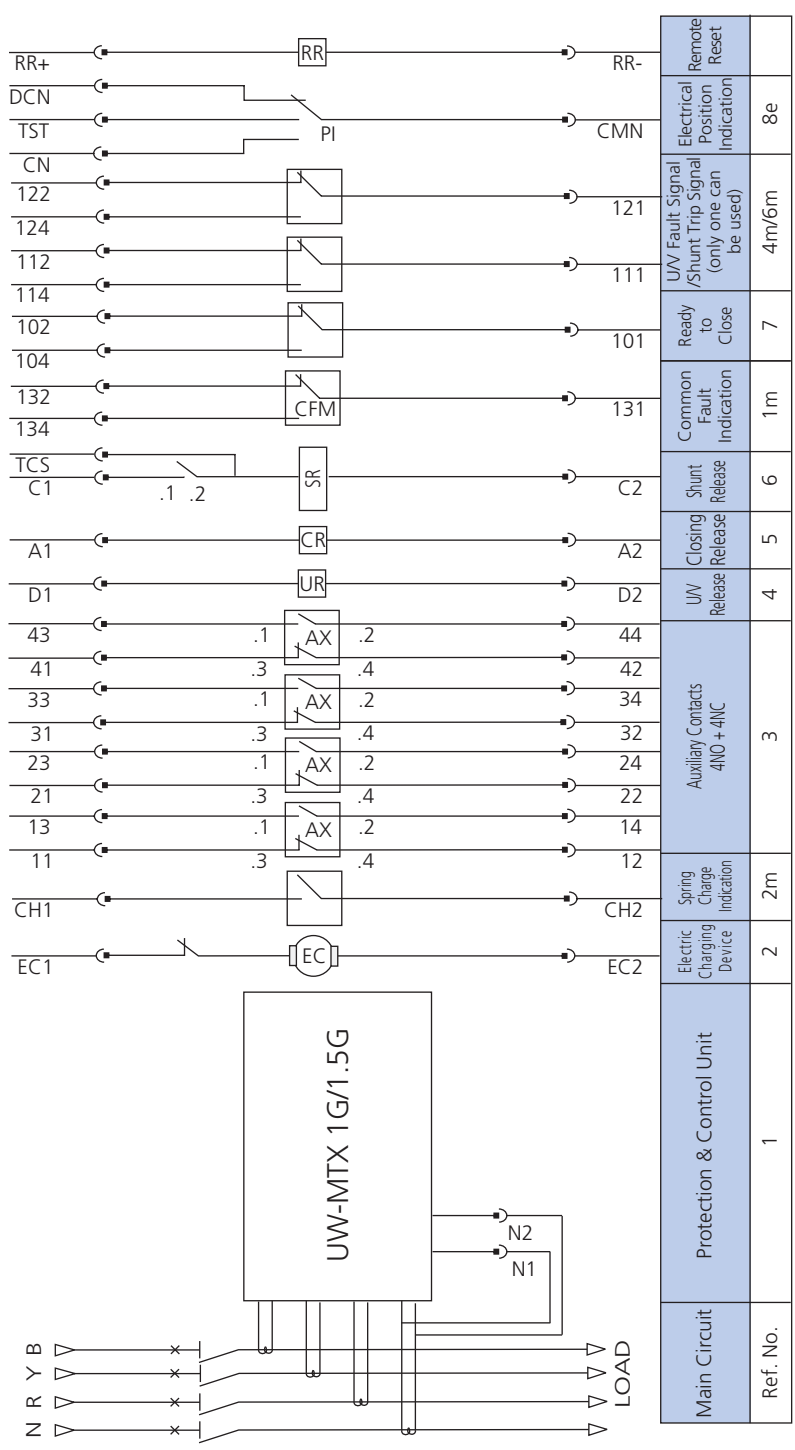 RR+ RR RR- Remote Reset
DCN
TST PI CMN Electrical Position Indication 8e
CN
122 121 U/V Fault Signal /Shunt Trip Signal (only one can be used) 4m/6m
124
112 111
114
102 101 Ready to Close 7
104
132 CFM 131 Common Fault Indication 1m
134
TCS
C1 .1 .2 SR C2 Shunt Release 6
A1 CR A2 Closing Release 5
D1 UR D2 U/V Release 4
43 .1 AX .2 44 Auxiliary Contacts 4NO + 4NC 3
41 .3 .4 42
33 .1 AX .2 34
31 .3 .4 32
23 .1 AX .2 24
21 .3 .4 22
13 .1 AX .2 14
11 .3 .4 12
CH1 CH2 Spring Charge Indication 2m
EC1 EC EC2 Electric Charging Device 2
UW-MTX 1G/1.5G Protection & Control Unit 1
N2
N1
B
Y
R
N
LOAD
Main Circuit Ref. No.